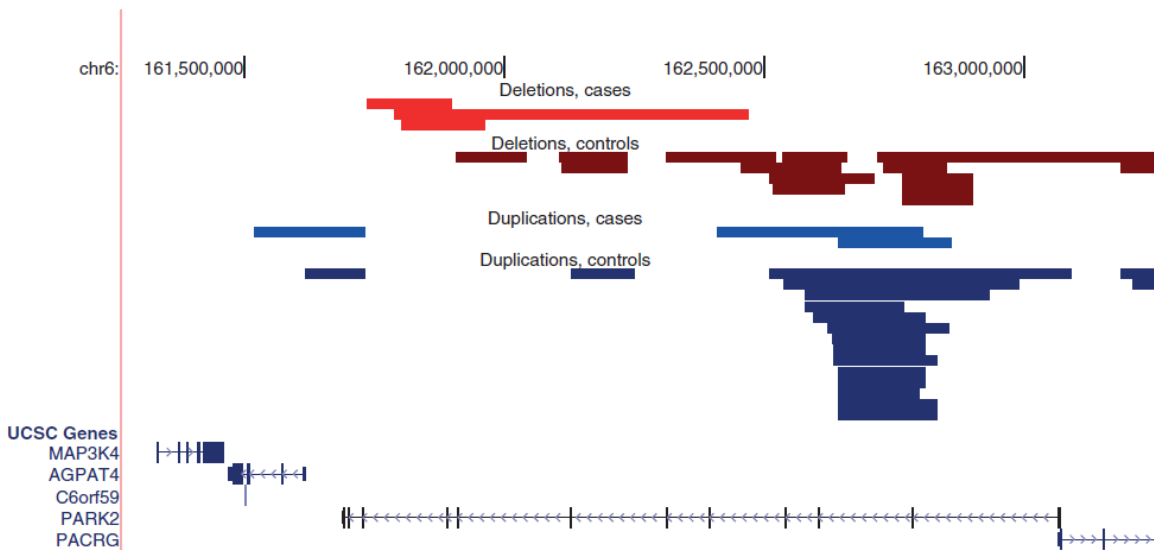 chr6: 161,500,000 162,000,000 162,500,000 163,000,000
Deletions, cases
Deletions, controls
Duplications, cases
Duplications, controls
UCSC Genes
MAP3K4
AGPAT4
C6orf59
PARK2
PACRG